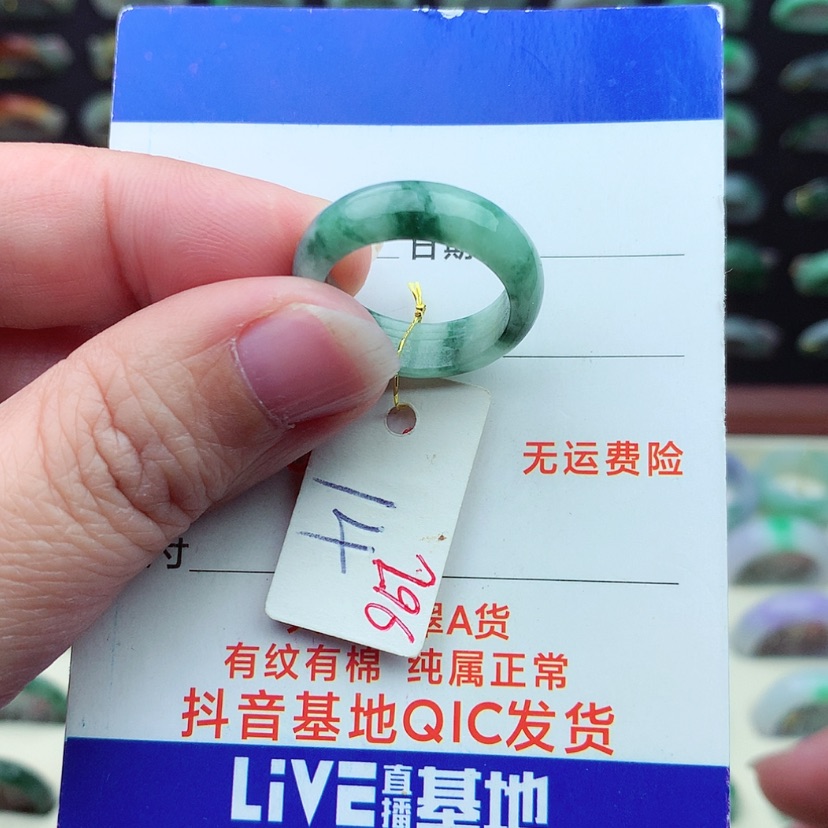 日期
无运费险
寸
14
296
翠A货
有纹有棉 纯属正常
抖音基地QIC发货
LiVE直播基地